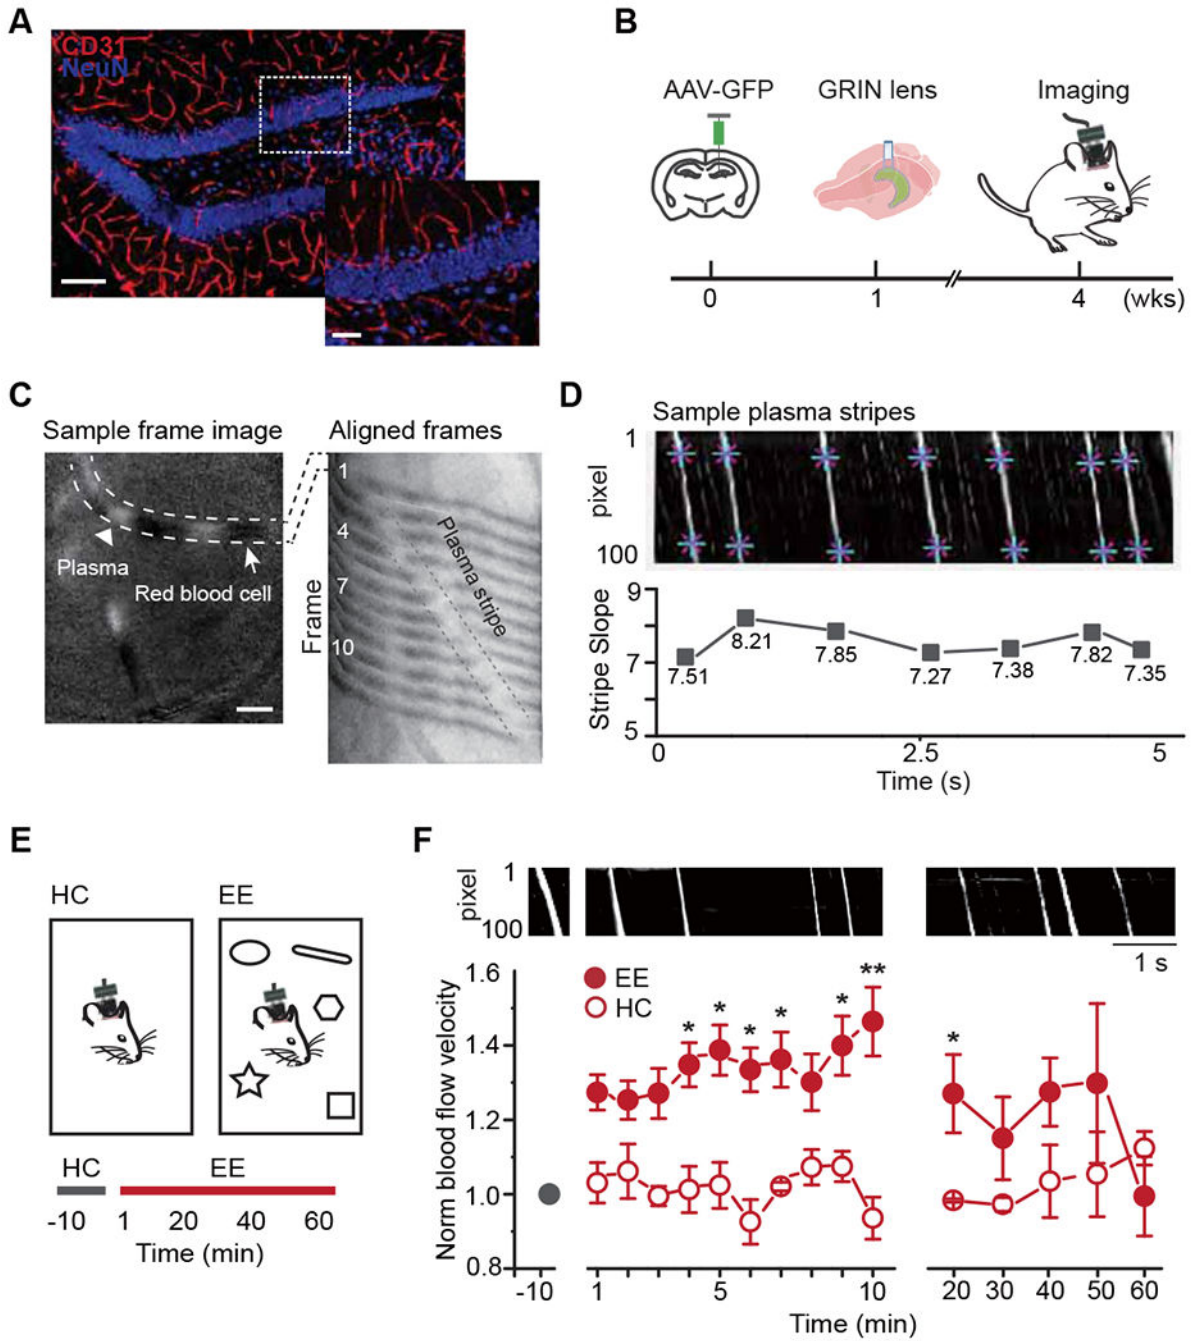 A
CD31
NeuN
B
AAV-GFP
GRIN lens
Imaging
0
1
4
(wks)
C
Sample frame image
Aligned frames
Plasma
Red blood cell
Frame
1
4
7
10
Plasma stripe
D
Sample plasma stripes
1
pixel
100
Stripe Slope
9
7
5
7.51
8.21
7.85
7.27
7.38
7.82
7.35
0
2.5
5
Time (s)
E
HC
EE
HC
EE
-10
1
20
40
60
Time (min)
F
1
pixel
100
1 s
Norm blood flow velocity
1.6
1.4
1.2
1.0
0.8
EE
HC
*
*
*
*
*
**
*
-10
1
5
10
20
30
40
50
60
Time (min)